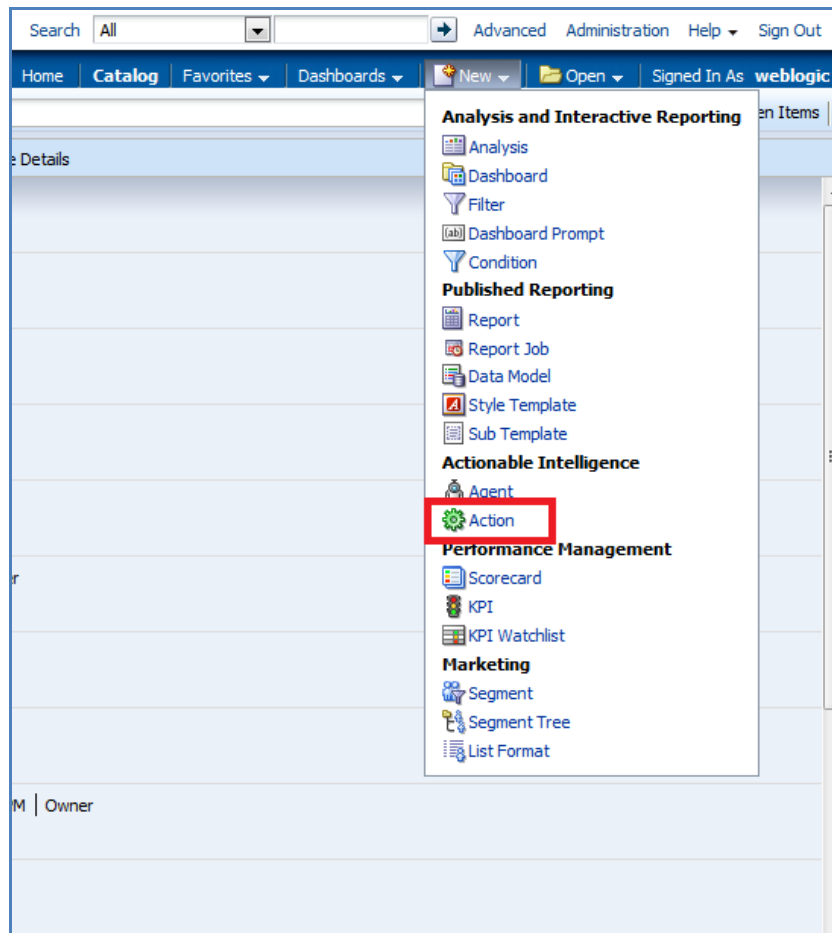 Search All Advanced Administration Help Sign Out
Home Catalog Favorites Dashboards New Open Signed In As weblogic
en Items
e Details
Analysis and Interactive Reporting
Analysis
Dashboard
Filter
Dashboard Prompt
Condition
Published Reporting
Report
Report Job
Data Model
Style Template
Sub Template
Actionable Intelligence
Agent
Action
Performance Management
er
Scorecard
KPI
KPI Watchlist
Marketing
Segment
Segment Tree
List Format
PM | Owner